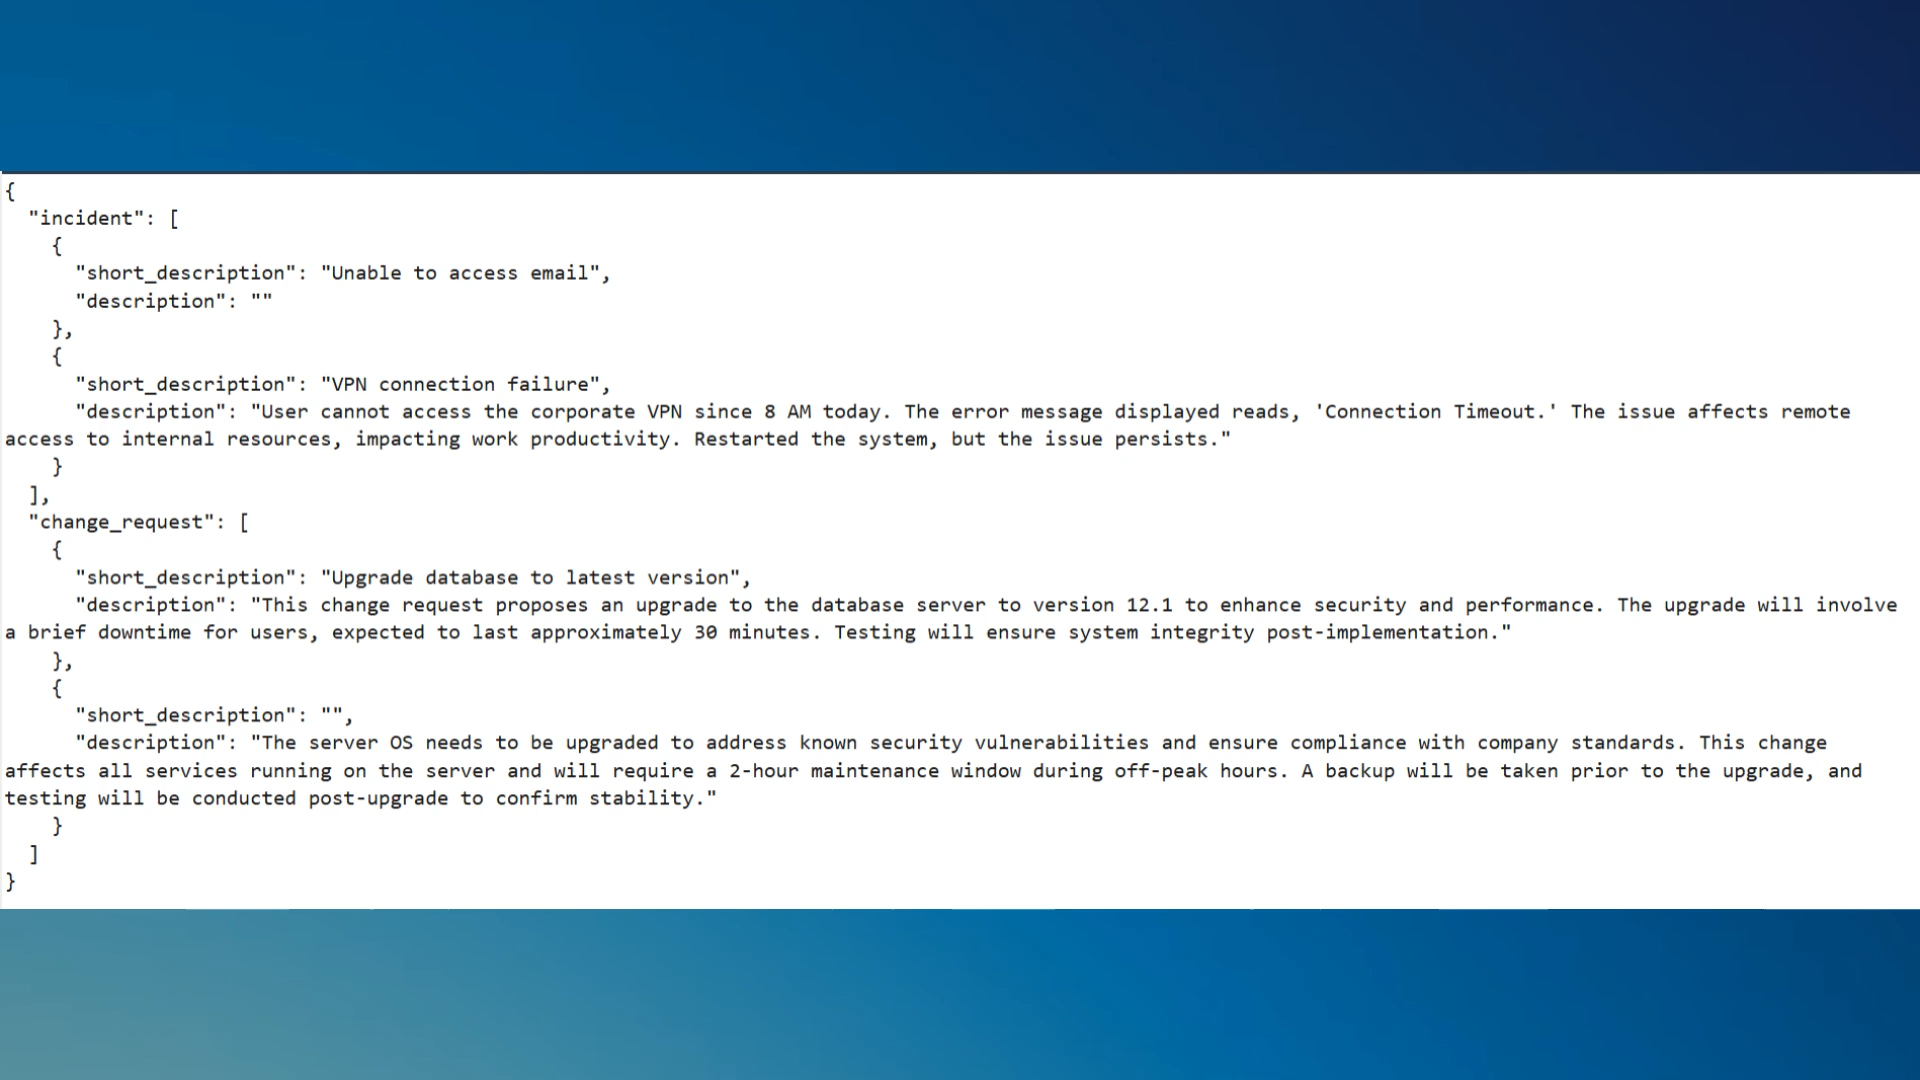 {
  "incident": [
    {
      "short_description": "Unable to access email",
      "description": ""
    },
    {
      "short_description": "VPN connection failure",
      "description": "User cannot access the corporate VPN since 8 AM today. The error message displayed reads, 'Connection Timeout.' The issue affects remote
access to internal resources, impacting work productivity. Restarted the system, but the issue persists."
    }
  ],
  "change_request": [
    {
      "short_description": "Upgrade database to latest version",
      "description": "This change request proposes an upgrade to the database server to version 12.1 to enhance security and performance. The upgrade will involve
a brief downtime for users, expected to last approximately 30 minutes. Testing will ensure system integrity post-implementation."
    },
    {
      "short_description": "",
      "description": "The server OS needs to be upgraded to address known security vulnerabilities and ensure compliance with company standards. This change
affects all services running on the server and will require a 2-hour maintenance window during off-peak hours. A backup will be taken prior to the upgrade, and
testing will be conducted post-upgrade to confirm stability."
    }
  ]
}